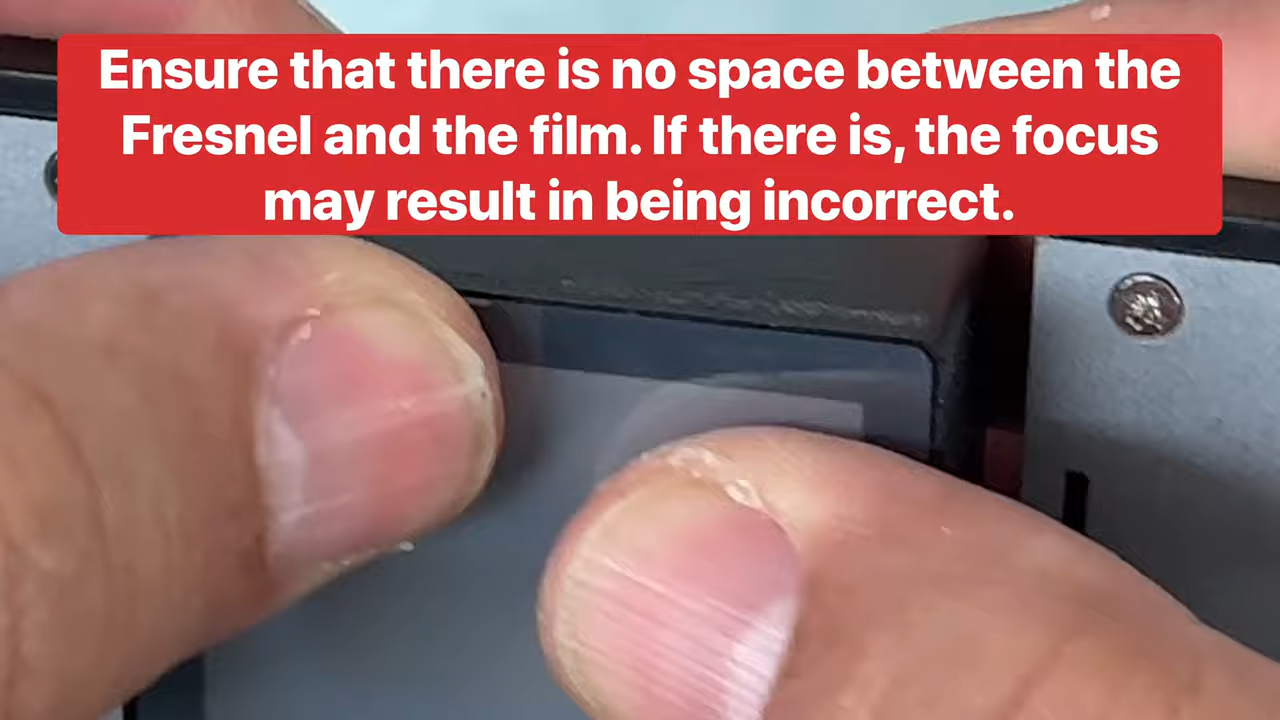 Ensure that there is no space between the
Fresnel and the film. If there is, the focus
may result in being incorrect.